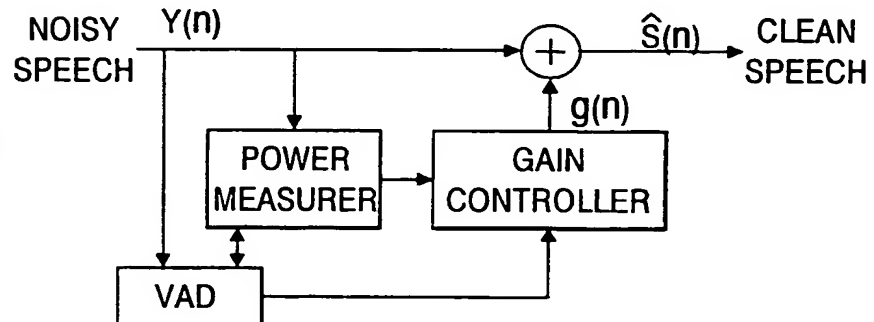 NOISY
SPEECH
Y(n)
+
Ŝ(n)
CLEAN
SPEECH
g(n)
POWER
MEASURER
GAIN
CONTROLLER
VAD